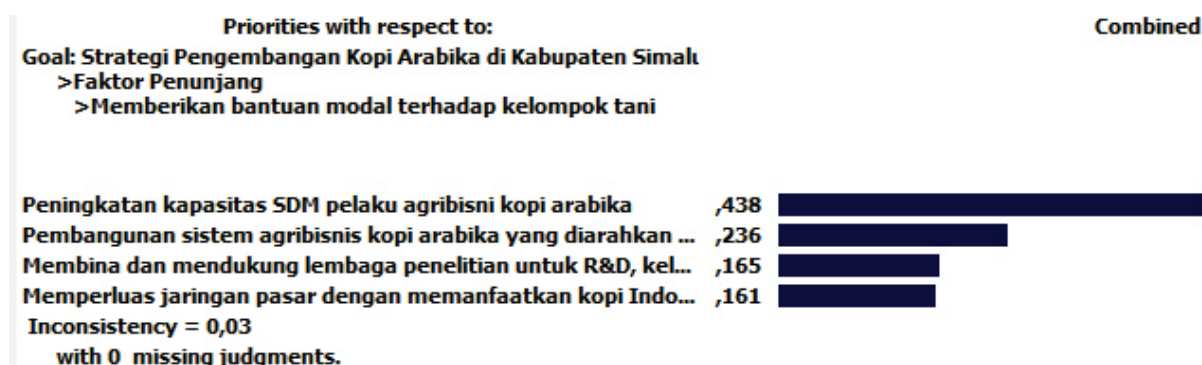 Priorities with respect to: Combined
Goal: Strategi Pengembangan Kopi Arabika di Kabupaten Simalu
>Faktor Penunjang
>Memberikan bantuan modal terhadap kelompok tani
Peningkatan kapasitas SDM pelaku agribisni kopi arabika ,438
Pembangunan sistem agribisnis kopi arabika yang diarahkan ... ,236
Membina dan mendukung lembaga penelitian untuk R&D, kel... ,165
Memperluas jaringan pasar dengan memanfaatkan kopi Indo... ,161
Inconsistency = 0,03
with 0 missing judgments.